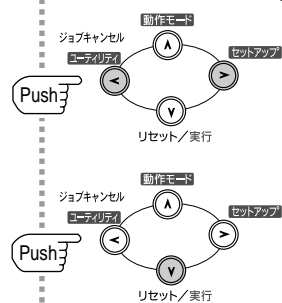 動作モード
ジョブキャンセル
ユーティリティ
セットアップ
Push
リセット／実行
動作モード
ジョブキャンセル
ユーティリティ
セットアップ
Push
リセット／実行